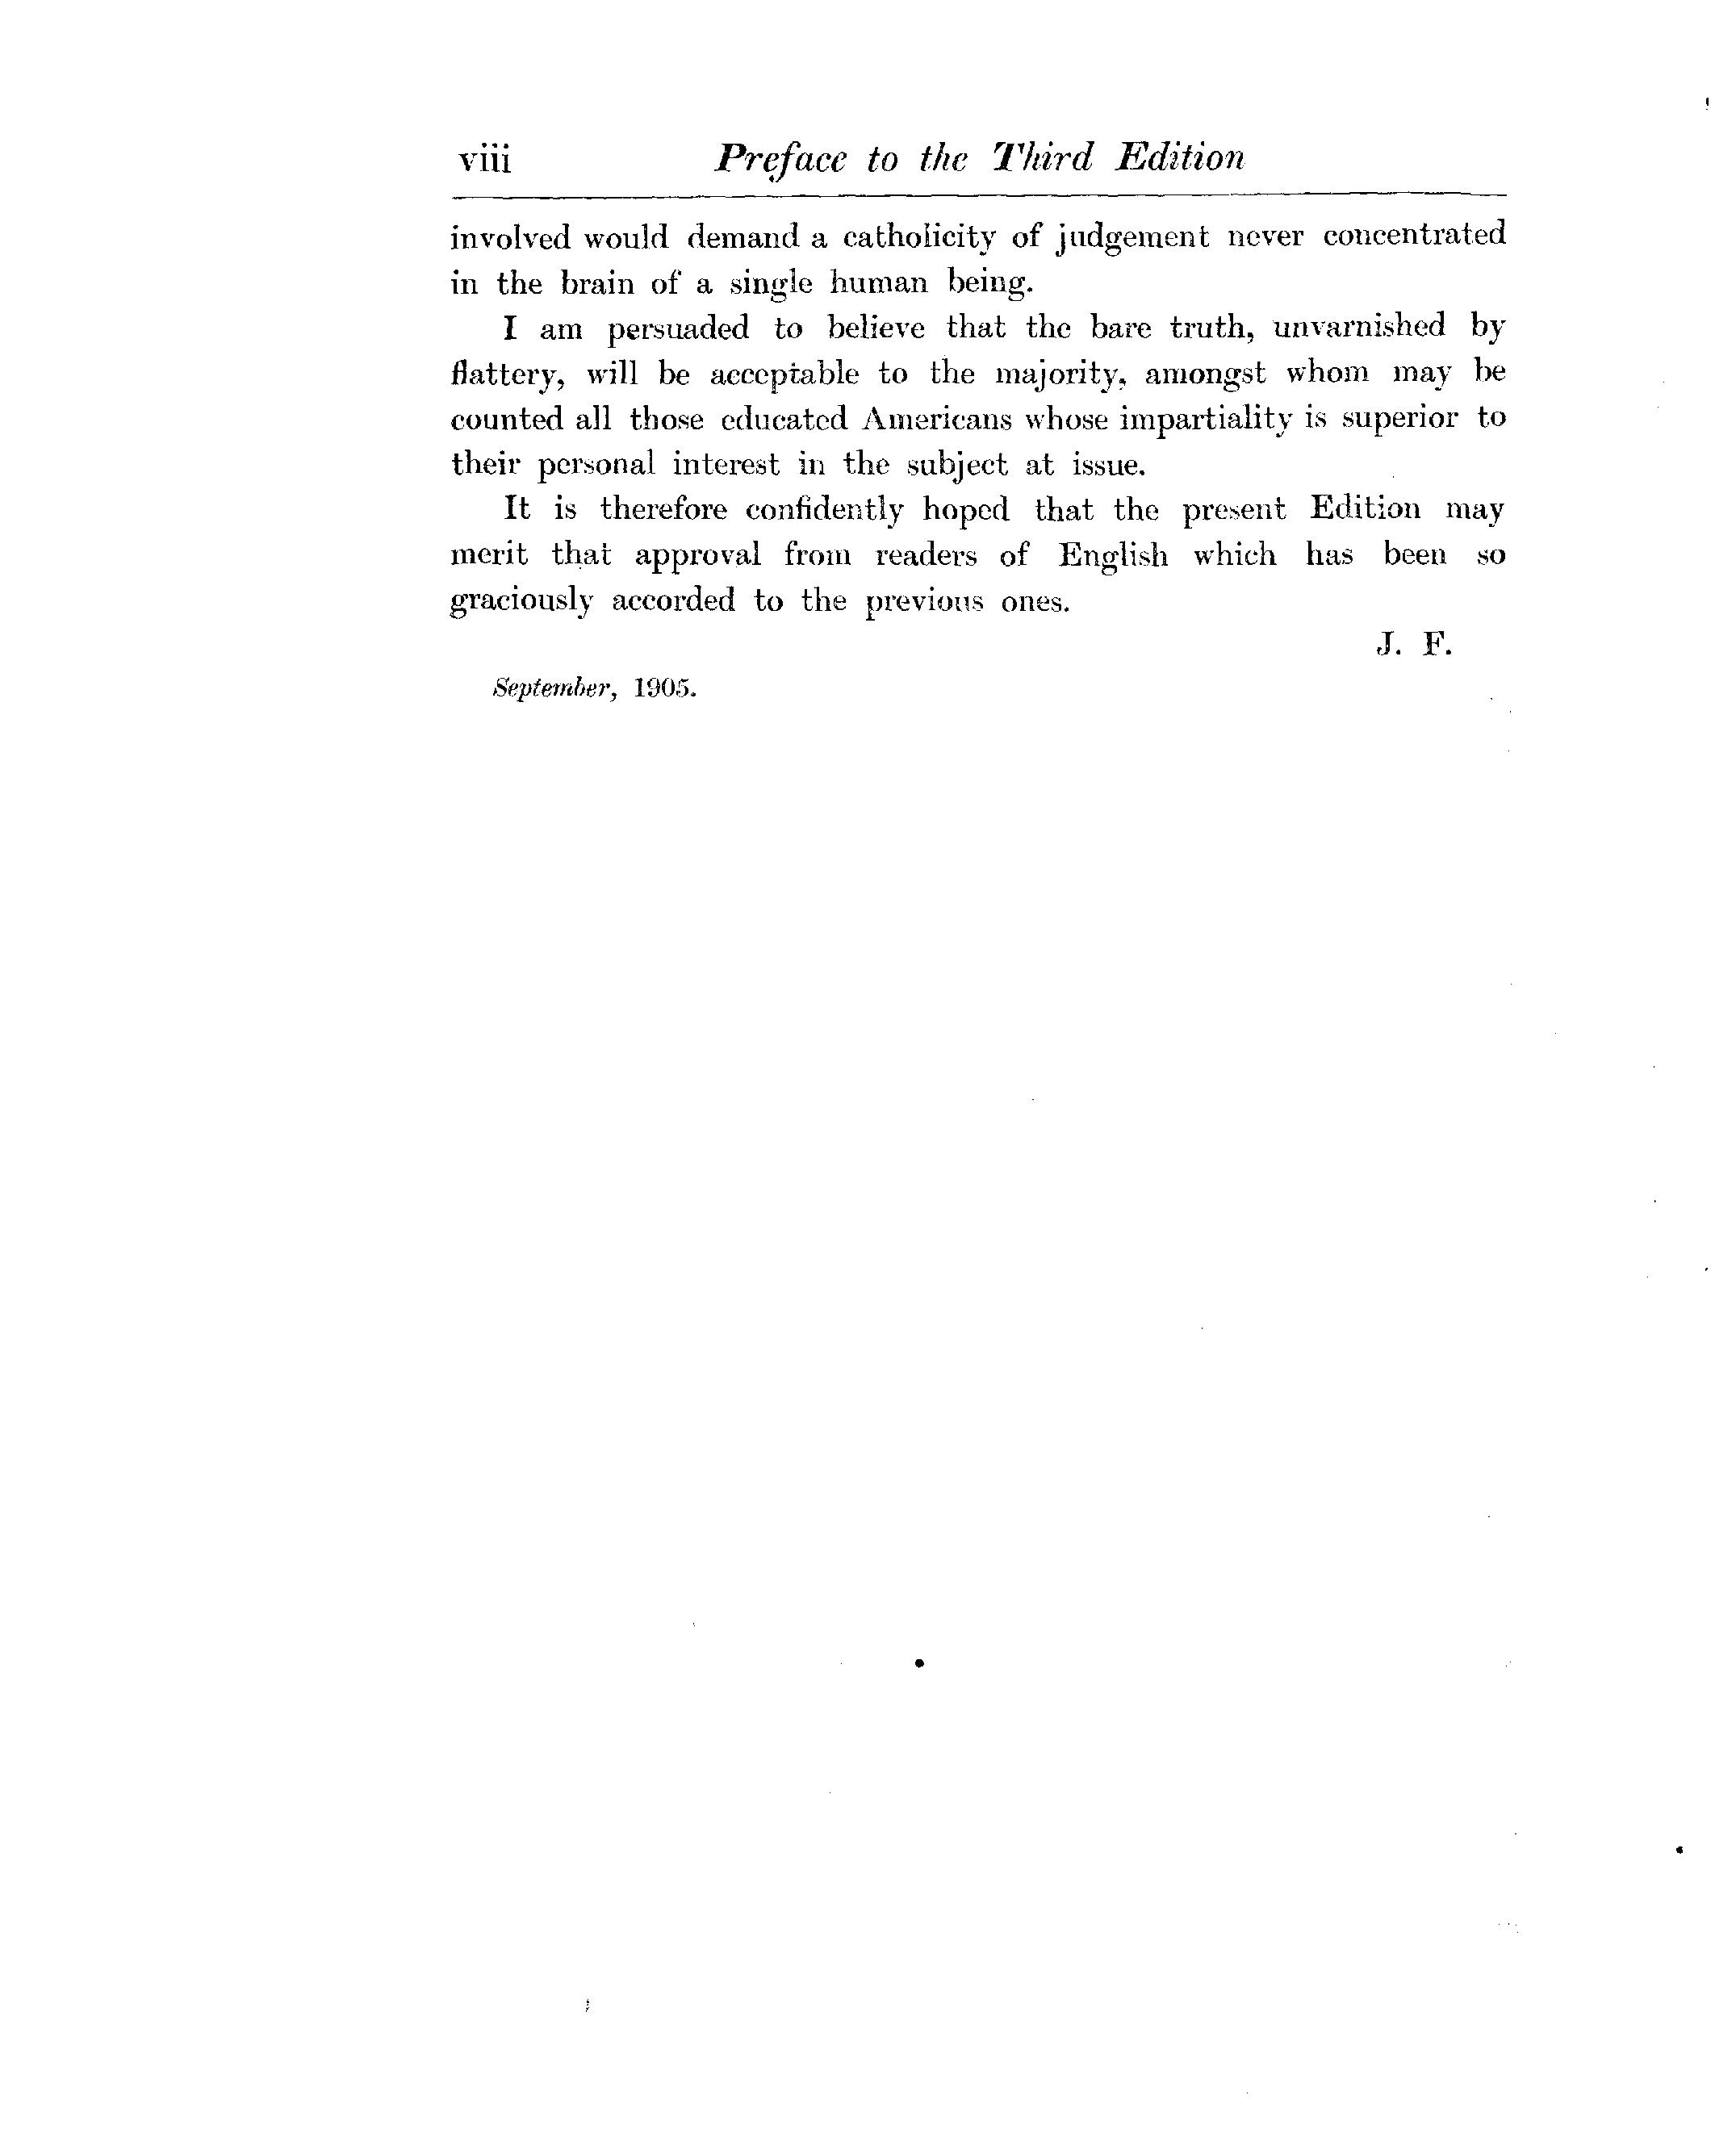 viii Preface to the Third Edition
involved would demand a catholicity of judgement never concentrated
in the brain of a single human being.
I am persuaded to believe that the bare truth, unvarnished by
flattery, will be acceptable to the majority, amongst whom may be
counted all those educated Americans whose impartiality is superior to
their personal interest in the subject at issue.
It is therefore confidently hoped that the present Edition may
merit that approval from readers of English which has been so
graciously accorded to the previous ones.
J. F.
September, 1905.